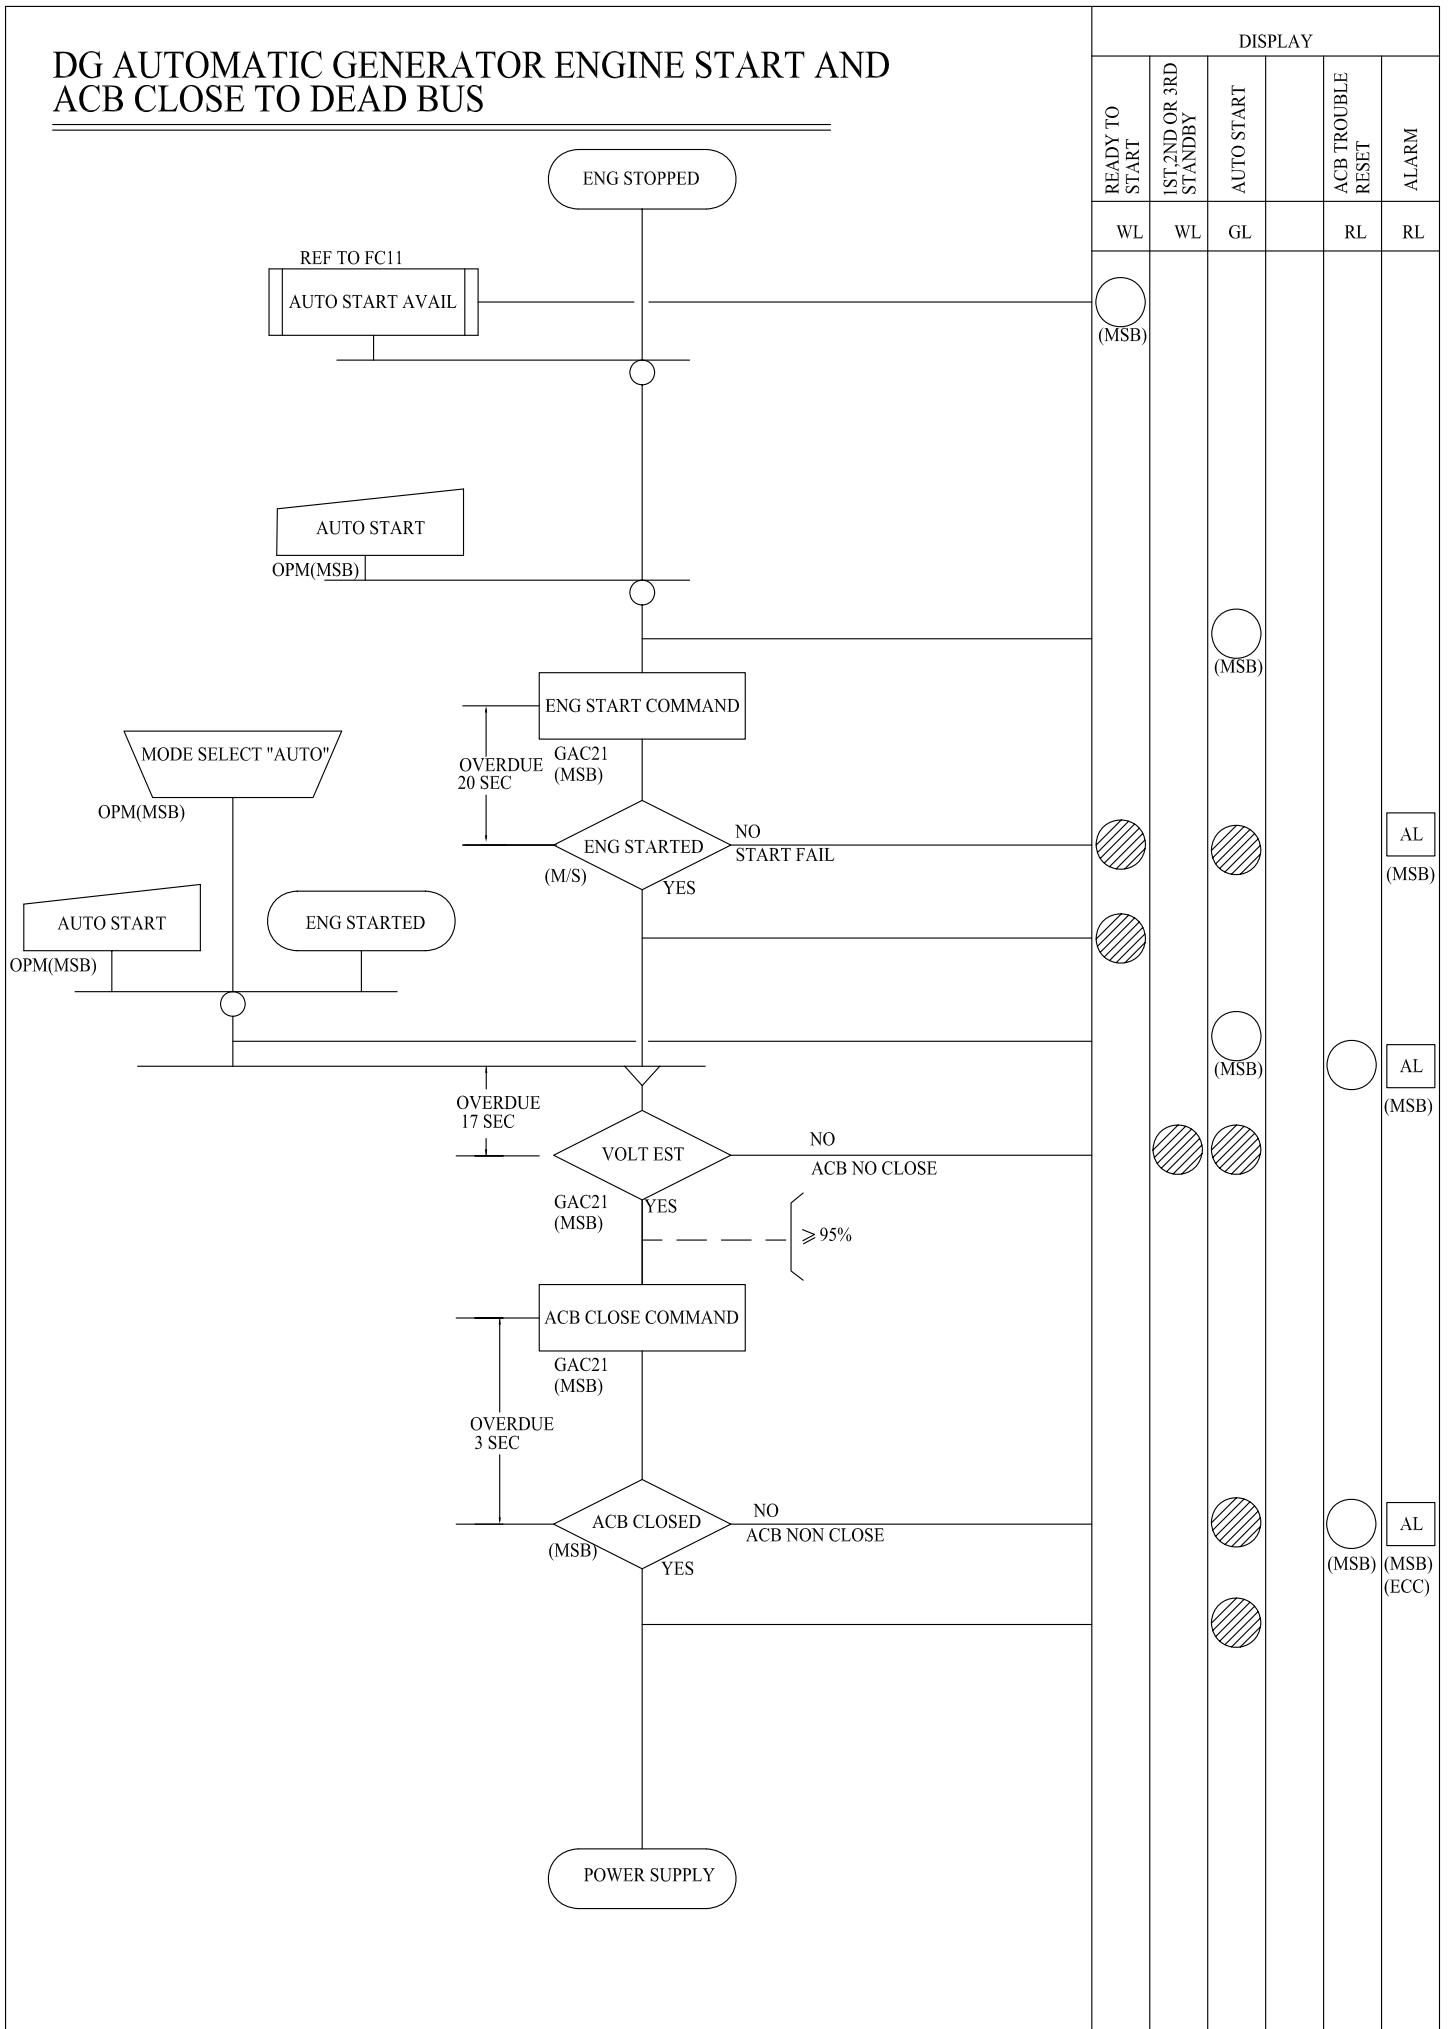 DG AUTOMATIC GENERATOR ENGINE START AND
ACB CLOSE TO DEAD BUS
DISPLAY
READY TO
START
1ST,2ND OR 3RD
STANDBY
AUTO START
ACB TROUBLE
RESET
ALARM
WL
WL
GL
RL
RL
ENG STOPPED
REF TO FC11
AUTO START AVAIL
(MSB)
AUTO START
OPM(MSB)
(MSB)
ENG START COMMAND
GAC21
(MSB)
OVERDUE
20 SEC
MODE SELECT "AUTO"
OPM(MSB)
ENG STARTED
(M/S)
NO
START FAIL
YES
AL
(MSB)
AUTO START
OPM(MSB)
ENG STARTED
(MSB)
AL
(MSB)
OVERDUE
17 SEC
VOLT EST
NO
ACB NO CLOSE
GAC21
(MSB)
YES
⩾ 95%
ACB CLOSE COMMAND
GAC21
(MSB)
OVERDUE
3 SEC
ACB CLOSED
(MSB)
NO
ACB NON CLOSE
YES
AL
(MSB)
(MSB)
(ECC)
POWER SUPPLY